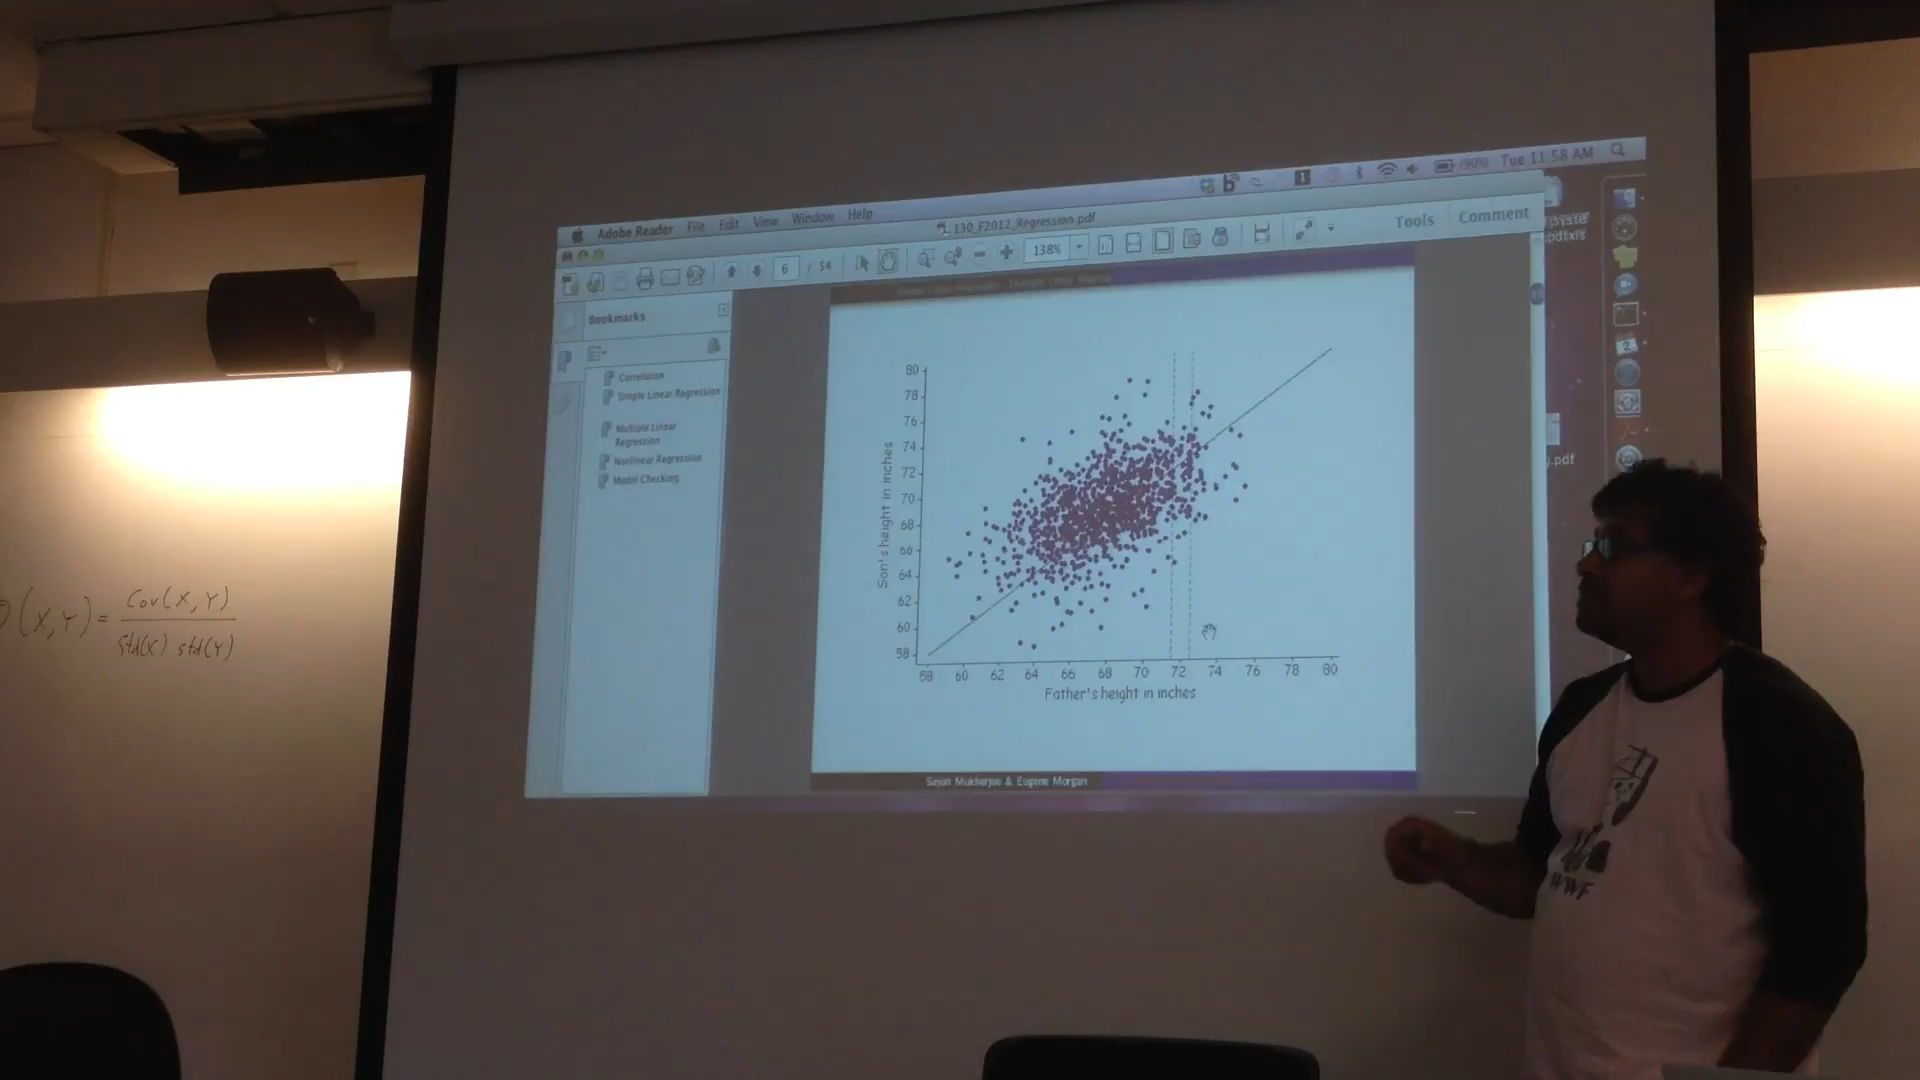 Tue 11:58 AM
Adobe Reader File Edit View Window Help
130_F2012_Regression.pdf
Tools Comment
6 / 54
138%
Bookmarks
Correlation
Simple Linear Regression
Multiple Linear
Regression
Nonlinear Regression
Model Checking
80
78
76
74
72
70
68
66
64
62
60
58
Son's height in inches
58 60 62 64 66 68 70 72 74 76 78 80
Father's height in inches
Sayan Mukherjee & Eugene Morgan
(X,Y) = Cov(X,Y)
std(X) std(Y)
WWF